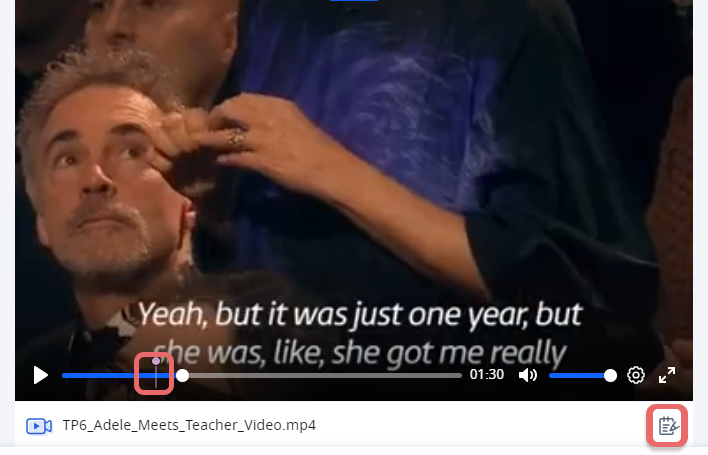 Yeah, but it was just one year, but
she was, like, she got me really
01:30
TP6_Adele_Meets_Teacher_Video.mp4